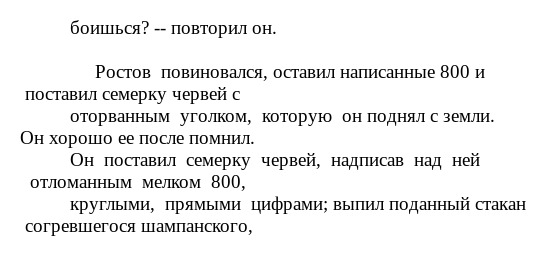 боишься? -- повторил он.
Ростов повиновался, оставил написанные 800 и
поставил семерку червей с
оторванным уголком, которую он поднял с земли.
Он хорошо ее после помнил.
Он поставил семерку червей, надписав над ней
отломанным мелком 800,
круглыми, прямыми цифрами; выпил поданный стакан
согревшегося шампанского,